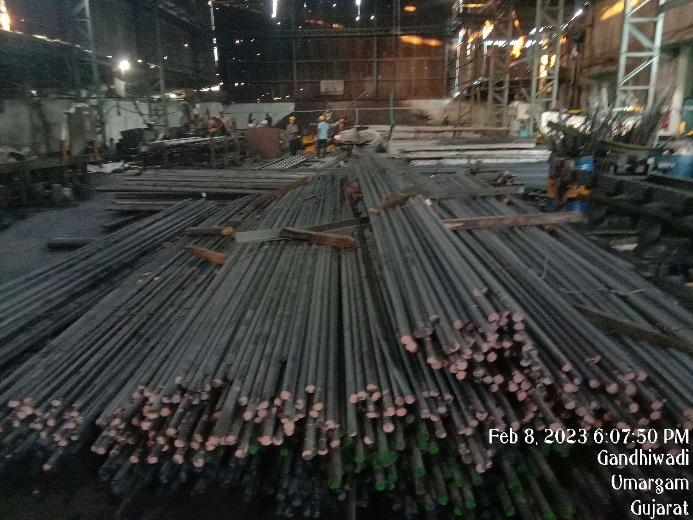 Feb 8, 2023 6:07:50 PM
Gandhiwadi
Umargam
Gujarat